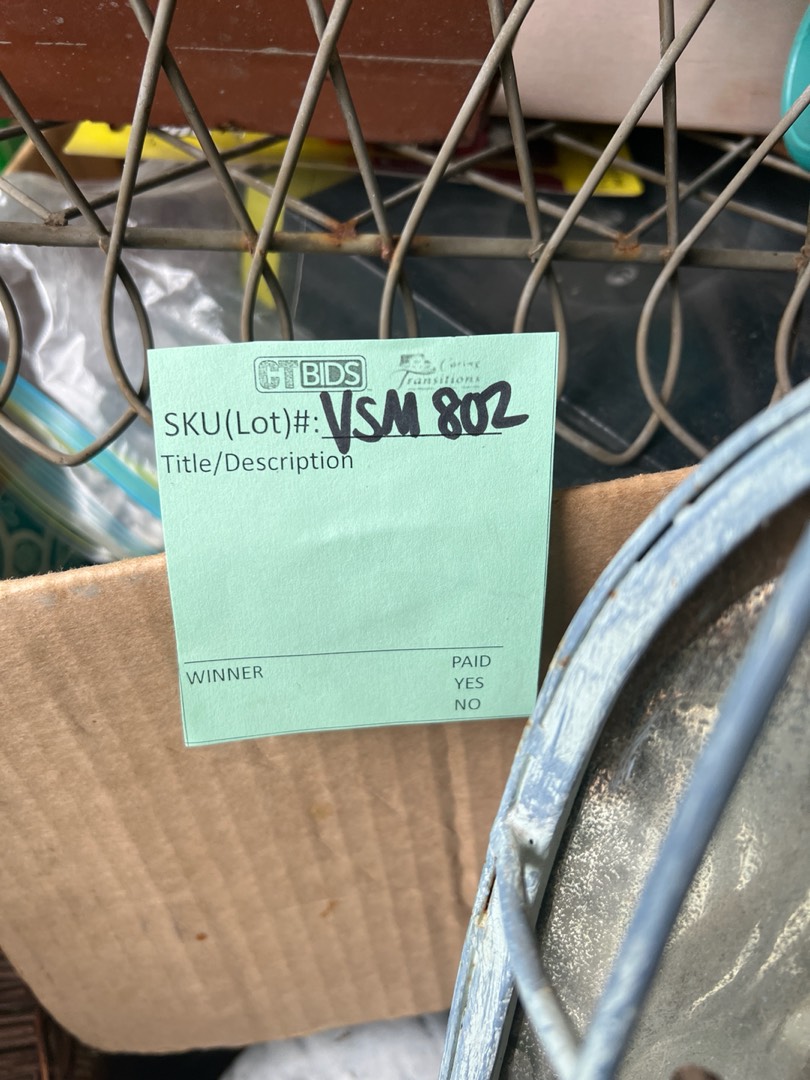 CTBIDS
Caring
Transitions
SKU(Lot)#: VSM 802
Title/Description
WINNER
PAID
YES
NO